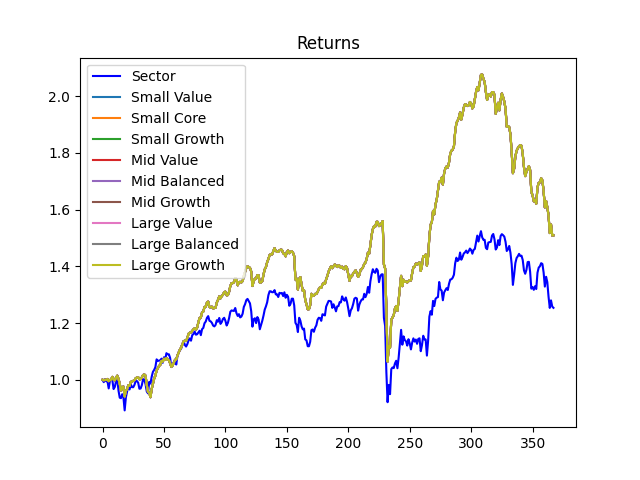 Returns
Sector
Small Value
Small Core
Small Growth
Mid Value
Mid Balanced
Mid Growth
Large Value
Large Balanced
Large Growth
2.0
1.8
1.6
1.4
1.2
1.0
0 50 100 150 200 250 300 350